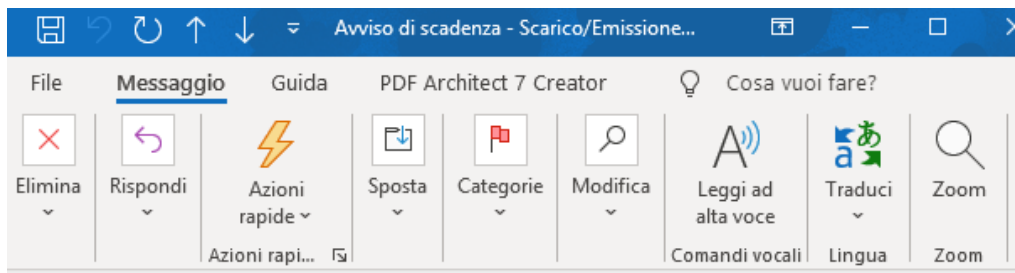 Avviso di scadenza - Scarico/Emissione...
File Messaggio Guida PDF Architect 7 Creator Cosa vuoi fare?
Elimina Rispondi Azioni rapide Sposta Categorie Modifica Leggi ad alta voce Traduci Zoom
Azioni rapi... Comandi vocali Lingua Zoom